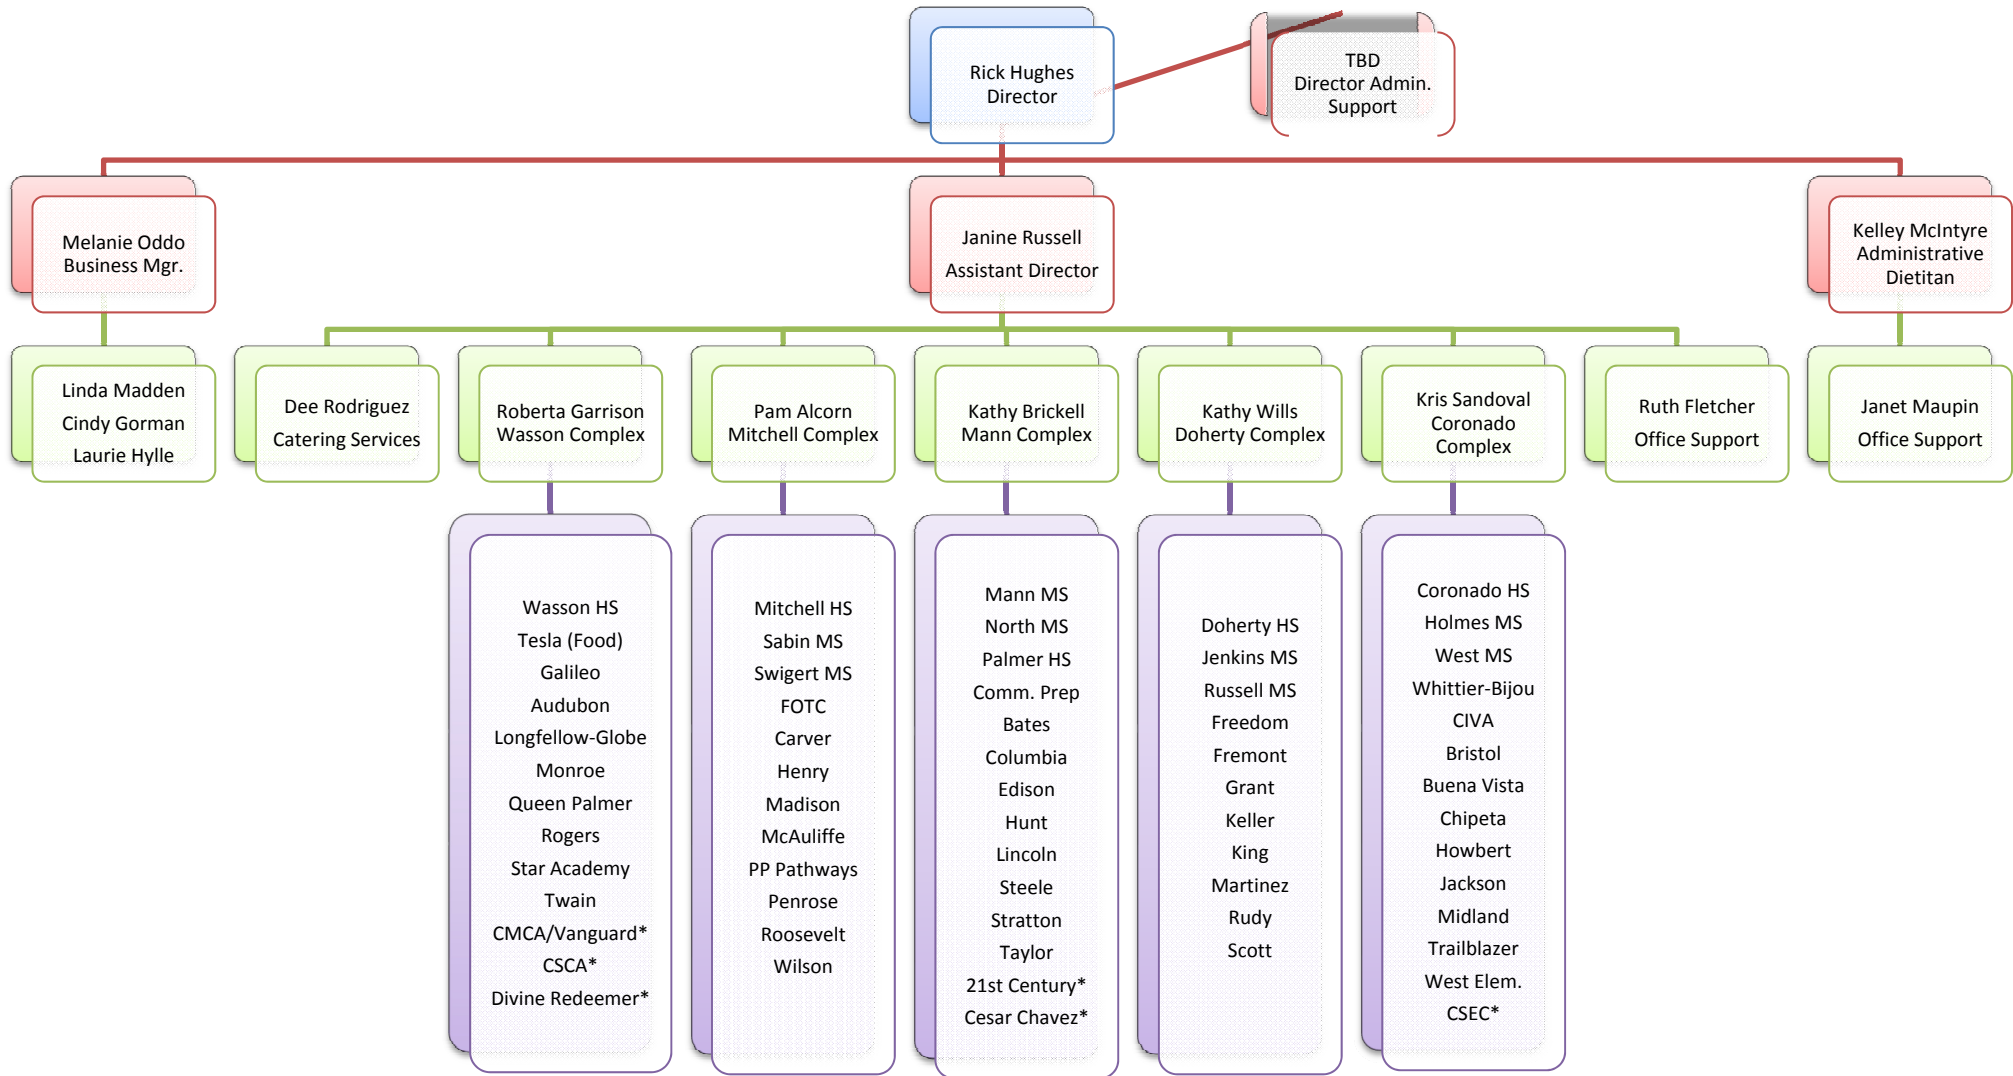 Rick Hughes
Director
TBD
Director Admin.
Support
Melanie Oddo
Business Mgr.
Janine Russell
Assistant Director
Kelley McIntyre
Administrative
Dietitan
Linda Madden
Cindy Gorman
Laurie Hylle
Dee Rodriguez
Catering Services
Roberta Garrison
Wasson Complex
Pam Alcorn
Mitchell Complex
Kathy Brickell
Mann Complex
Kathy Wills
Doherty Complex
Kris Sandoval
Coronado
Complex
Ruth Fletcher
Office Support
Janet Maupin
Office Support
Wasson HS
Tesla (Food)
Galileo
Audubon
Longfellow-Globe
Monroe
Queen Palmer
Rogers
Star Academy
Twain
CMCA/Vanguard*
CSCA*
Divine Redeemer*
Mitchell HS
Sabin MS
Swigert MS
FOTC
Carver
Henry
Madison
McAuliffe
PP Pathways
Penrose
Roosevelt
Wilson
Mann MS
North MS
Palmer HS
Comm. Prep
Bates
Columbia
Edison
Hunt
Lincoln
Steele
Stratton
Taylor
21st Century*
Cesar Chavez*
Doherty HS
Jenkins MS
Russell MS
Freedom
Fremont
Grant
Keller
King
Martinez
Rudy
Scott
Coronado HS
Holmes MS
West MS
Whittier-Bijou
CIVA
Bristol
Buena Vista
Chipeta
Howbert
Jackson
Midland
Trailblazer
West Elem.
CSEC*